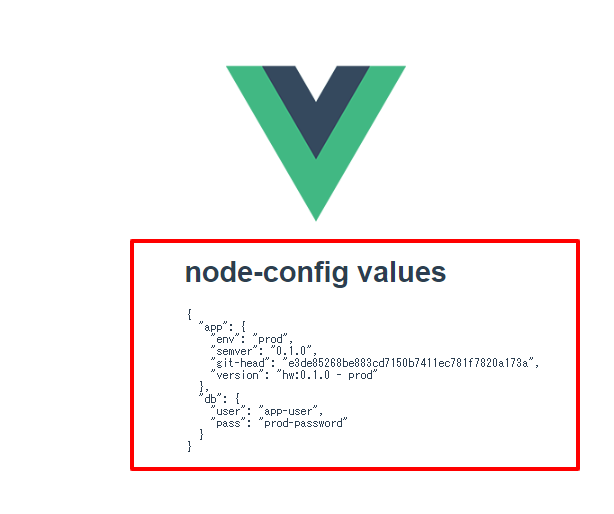 node-config values
{
  "app": {
    "env": "prod",
    "semver": "0.1.0",
    "git-head": "e3de85268be883cd7150b7411ec781f7820a173a",
    "version": "hw:0.1.0 - prod"
  },
  "db": {
    "user": "app-user",
    "pass": "prod-password"
  }
}